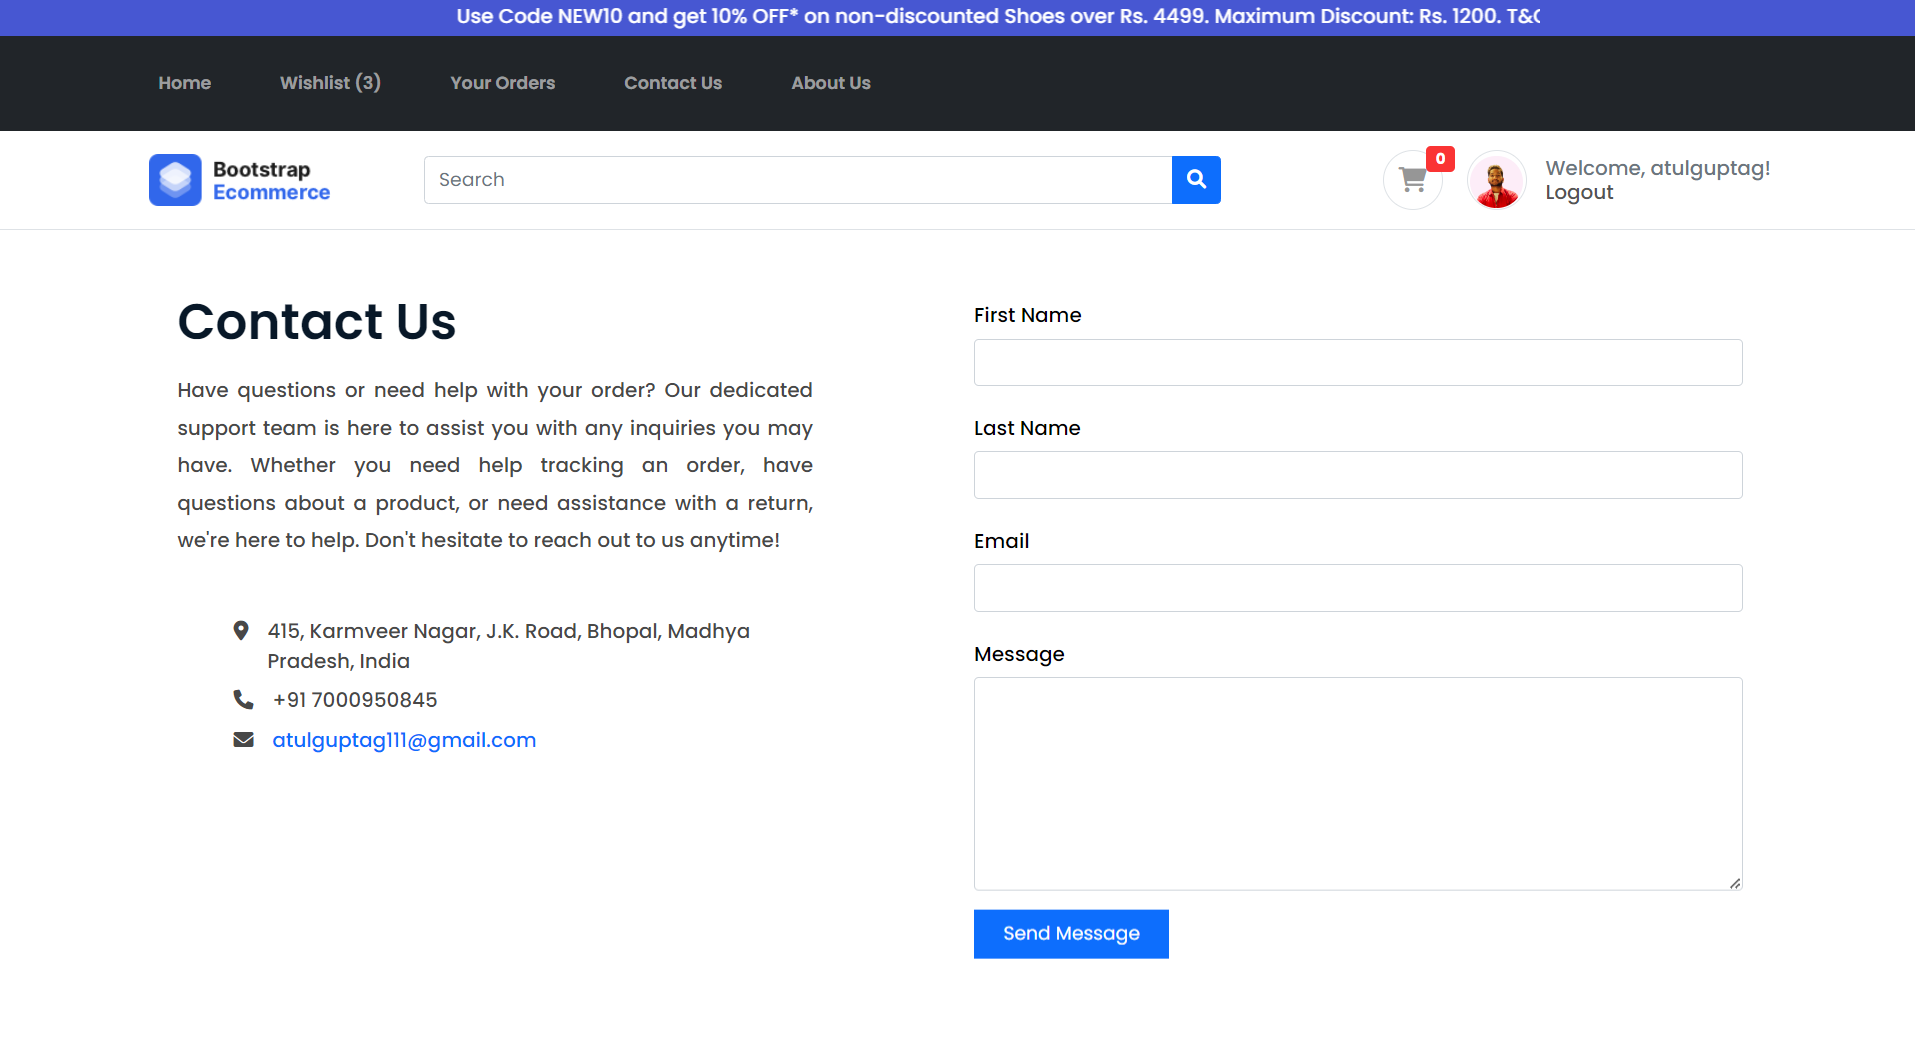 Use Code NEW10 and get 10% OFF* on non-discounted Shoes over Rs. 4499. Maximum Discount: Rs. 1200.
Home Wishlist (3) Your Orders Contact Us About Us
Bootstrap
Ecommerce
Search
0
Welcome, atulguptag!
Logout
Contact Us
Have questions or need help with your order? Our dedicated
support team is here to assist you with any inquiries you may
have. Whether you need help tracking an order, have
questions about a product, or need assistance with a return,
we're here to help. Don't hesitate to reach out to us anytime!
415, Karmveer Nagar, J.K. Road, Bhopal, Madhya
Pradesh, India
+91 7000950845
atulguptag111@gmail.com
First Name
Last Name
Email
Message
Send Message